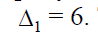 Δ₁ = 6.